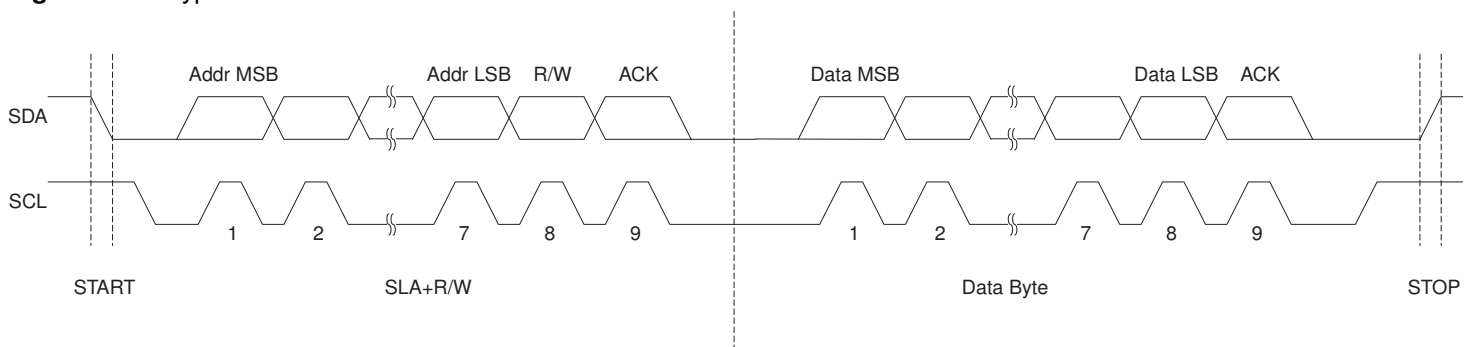 Addr MSB Addr LSB R/W ACK Data MSB Data LSB ACK
SDA
SCL
1 2 7 8 9 1 2 7 8 9
START SLA+R/W Data Byte STOP